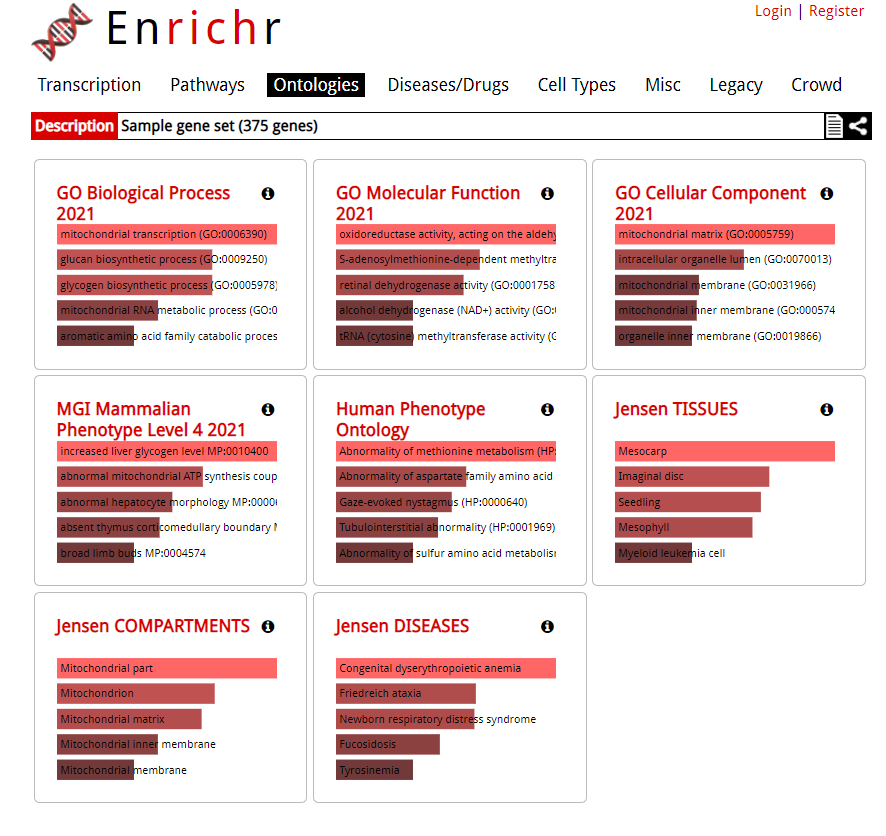 Enrichr
Login | Register
Transcription Pathways Ontologies Diseases/Drugs Cell Types Misc Legacy Crowd
Description Sample gene set (375 genes)
GO Biological Process
2021
mitochondrial transcription (GO:0006390)
glucan biosynthetic process (GO:0009250)
glycogen biosynthetic process (GO:0005978)
mitochondrial RNA metabolic process (GO:0
aromatic amino acid family catabolic proces
GO Molecular Function
2021
oxidoreductase activity, acting on the aldehy
S-adenosylmethionine-dependent methyltra
retinal dehydrogenase activity (GO:0001758
alcohol dehydrogenase (NAD+) activity (GO:
tRNA (cytosine) methyltransferase activity (G
GO Cellular Component
2021
mitochondrial matrix (GO:0005759)
intracellular organelle lumen (GO:0070013)
mitochondrial membrane (GO:0031966)
mitochondrial inner membrane (GO:000574
organelle inner membrane (GO:0019866)
MGI Mammalian
Phenotype Level 4 2021
increased liver glycogen level MP:0010400
abnormal mitochondrial ATP synthesis coup
abnormal hepatocyte morphology MP:0000
absent thymus corticomedullary boundary
broad limb buds MP:0004574
Human Phenotype
Ontology
Abnormality of methionine metabolism (HP:
Abnormality of aspartate family amino acid
Gaze-evoked nystagmus (HP:0000640)
Tubulointerstitial abnormality (HP:0001969)
Abnormality of sulfur amino acid metabolis
Jensen TISSUES
Mesocarp
Imaginal disc
Seedling
Mesophyll
Myeloid leukemia cell
Jensen COMPARTMENTS
Mitochondrial part
Mitochondrion
Mitochondrial matrix
Mitochondrial inner membrane
Mitochondrial membrane
Jensen DISEASES
Congenital dyserythropoietic anemia
Friedreich ataxia
Newborn respiratory distress syndrome
Fucosidosis
Tyrosinemia